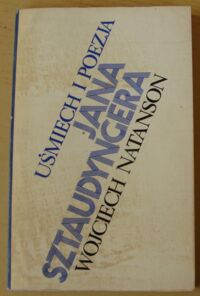 UŚMIECH I POEZJA
JANA
SZTAUDYNGERA
WOJCIECH NATANSON